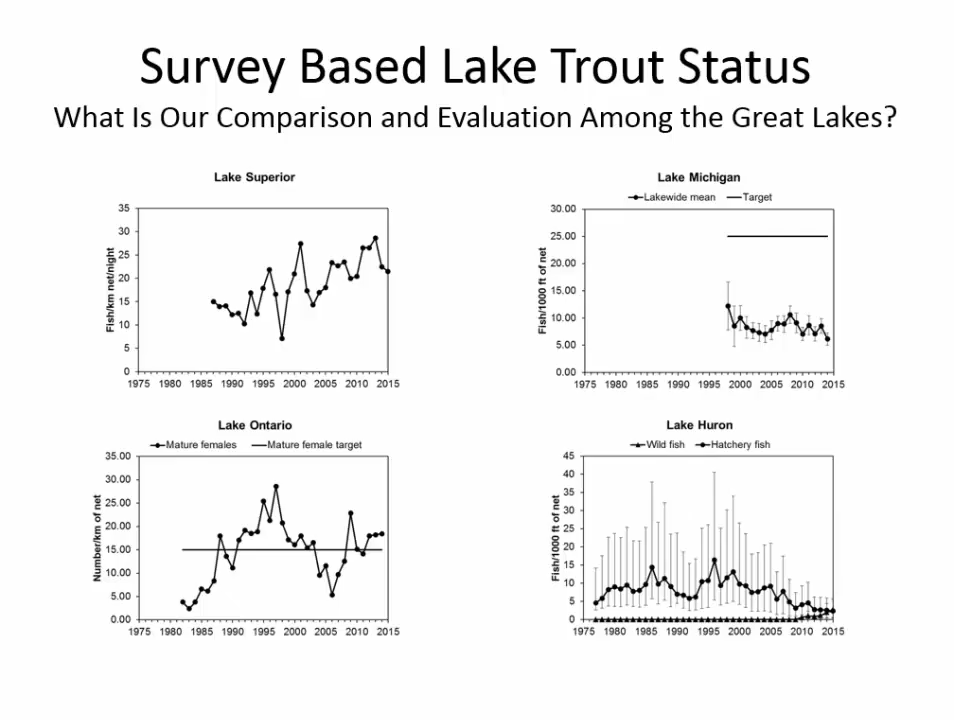 Survey Based Lake Trout Status
What Is Our Comparison and Evaluation Among the Great Lakes?
Lake Superior
Fish/km net/night
35
30
25
20
15
10
5
0
1975 1980 1985 1990 1995 2000 2005 2010 2015
Lake Michigan
Lakewide mean Target
Fish/1000 ft of net
30.00
25.00
20.00
15.00
10.00
5.00
0.00
1975 1980 1985 1990 1995 2000 2005 2010 2015
Lake Ontario
Mature females Mature female target
Number/km of net
35.00
30.00
25.00
20.00
15.00
10.00
5.00
0.00
1975 1980 1985 1990 1995 2000 2005 2010 2015
Lake Huron
Wild fish Hatchery fish
Fish/1000 ft of net
45
40
35
30
25
20
15
10
5
0
1975 1980 1985 1990 1995 2000 2005 2010 2015